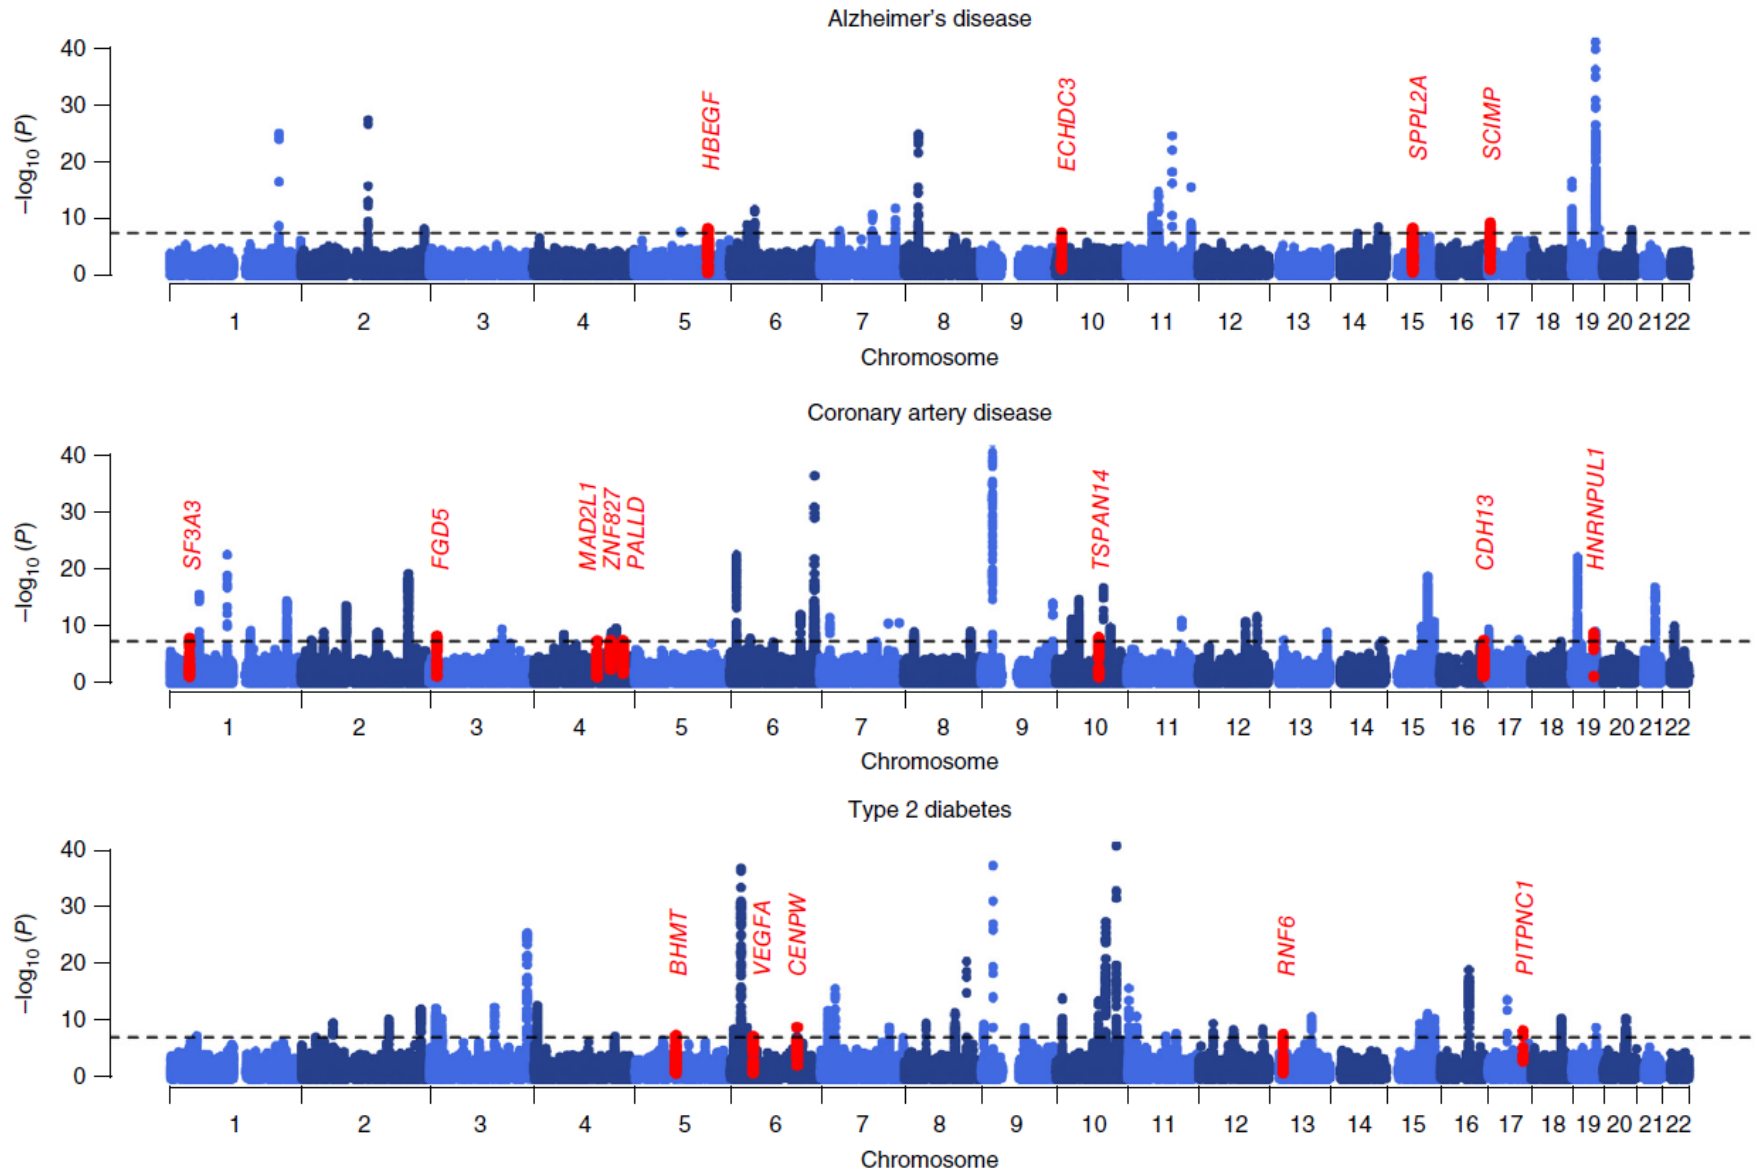 Alzheimer's disease
−log10 (P)
40
30
20
10
0
HBEGF
ECHDC3
SPPL2A
SCIMP
1 2 3 4 5 6 7 8 9 10 11 12 13 14 15 16 17 18 19 20 21 22
Chromosome
Coronary artery disease
−log10 (P)
40
30
20
10
0
SF3A3
FGD5
MAD2L1
ZNF827
PALLD
TSPAN14
CDH13
HNRNPUL1
1 2 3 4 5 6 7 8 9 10 11 12 13 14 15 16 17 18 19 20 21 22
Chromosome
Type 2 diabetes
−log10 (P)
40
30
20
10
0
BHMT
VEGFA
CENPW
RNF6
PITPNC1
1 2 3 4 5 6 7 8 9 10 11 12 13 14 15 16 17 18 19 20 21 22
Chromosome